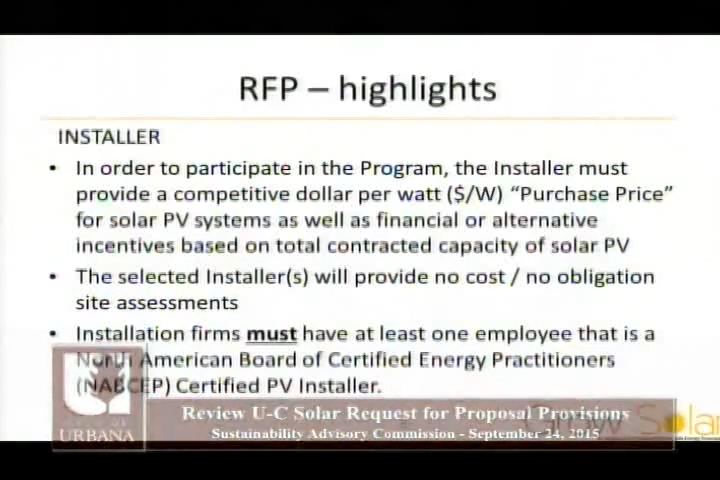 RFP – highlights
INSTALLER
• In order to participate in the Program, the Installer must
provide a competitive dollar per watt ($/W) “Purchase Price”
for solar PV systems as well as financial or alternative
incentives based on total contracted capacity of solar PV
• The selected Installer(s) will provide no cost / no obligation
site assessments
• Installation firms must have at least one employee that is a
North American Board of Certified Energy Practitioners
(NABCEP) Certified PV Installer.
Review U-C Solar Request for Proposal Provisions
Sustainability Advisory Commission - September 24, 2015
URBANA
Grow Solar